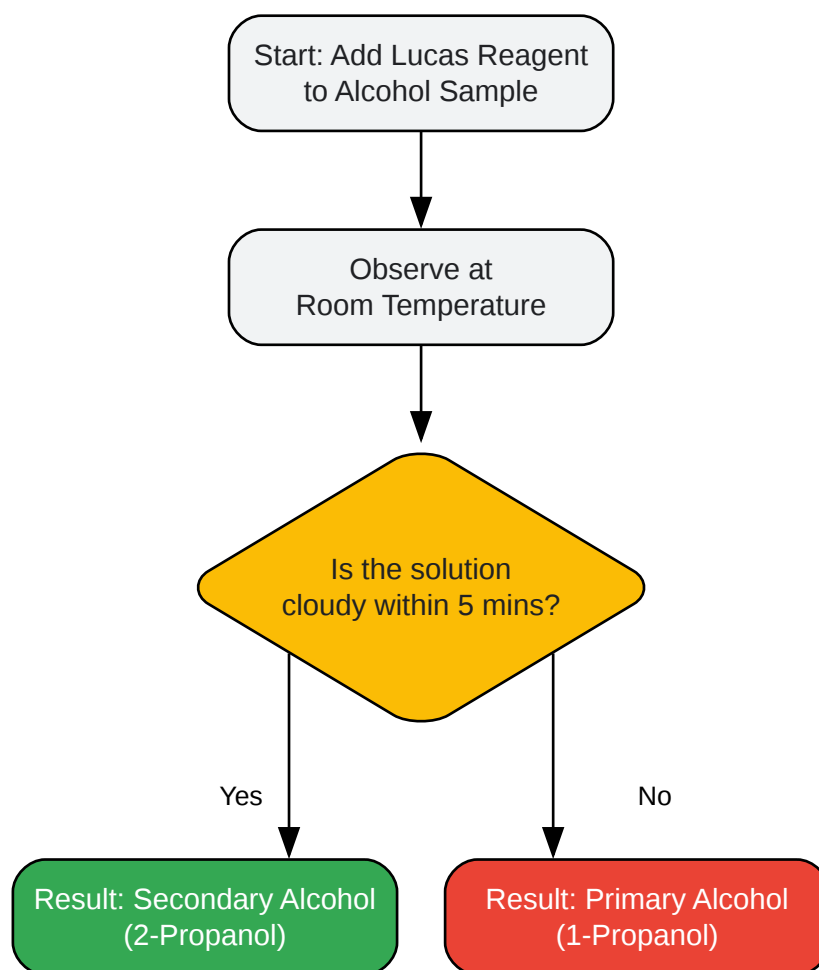 Start: Add Lucas Reagent
to Alcohol Sample
Observe at
Room Temperature
Is the solution
cloudy within 5 mins?
Yes
No
Result: Secondary Alcohol
(2-Propanol)
Result: Primary Alcohol
(1-Propanol)